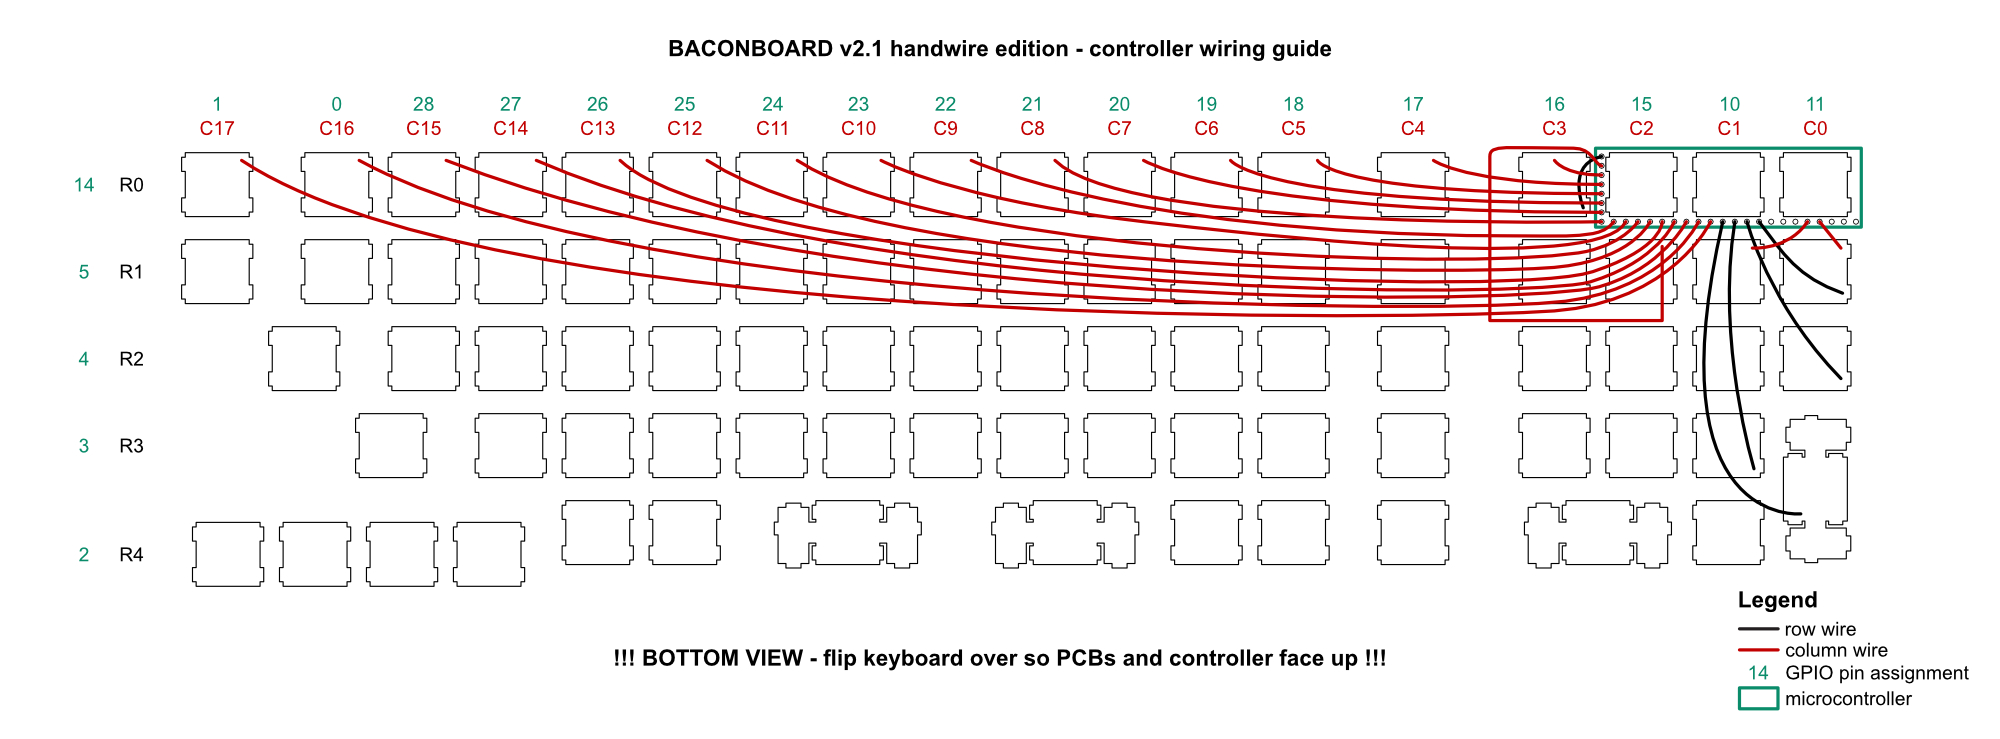 BACONBOARD v2.1 handwire edition - controller wiring guide
1 0 28 27 26 25 24 23 22 21 20 19 18 17 16 15 10 11
C17 C16 C15 C14 C13 C12 C11 C10 C9 C8 C7 C6 C5 C4 C3 C2 C1 C0
14 R0
5 R1
4 R2
3 R3
2 R4
Legend
row wire
column wire
14 GPIO pin assignment
microcontroller
!!! BOTTOM VIEW - flip keyboard over so PCBs and controller face up !!!